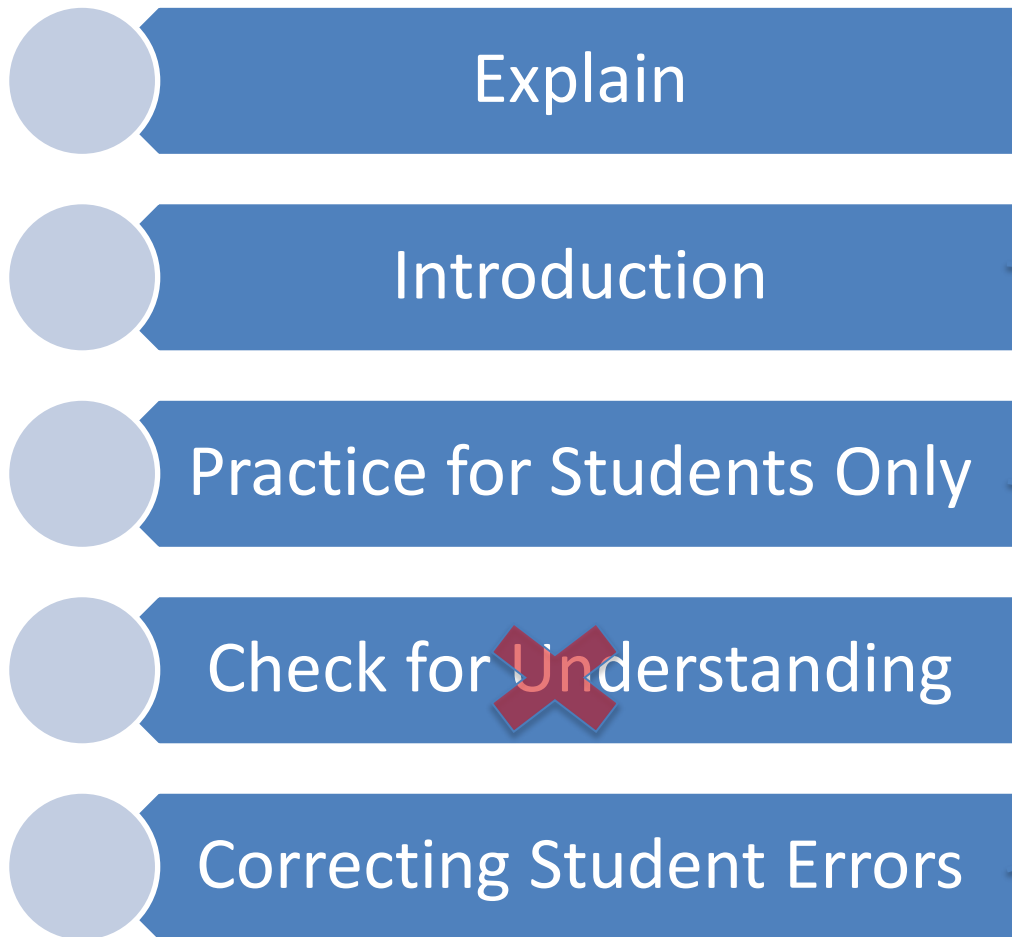 Explain
Introduction
Practice for Students Only
Check for Understanding
Correcting Student Errors